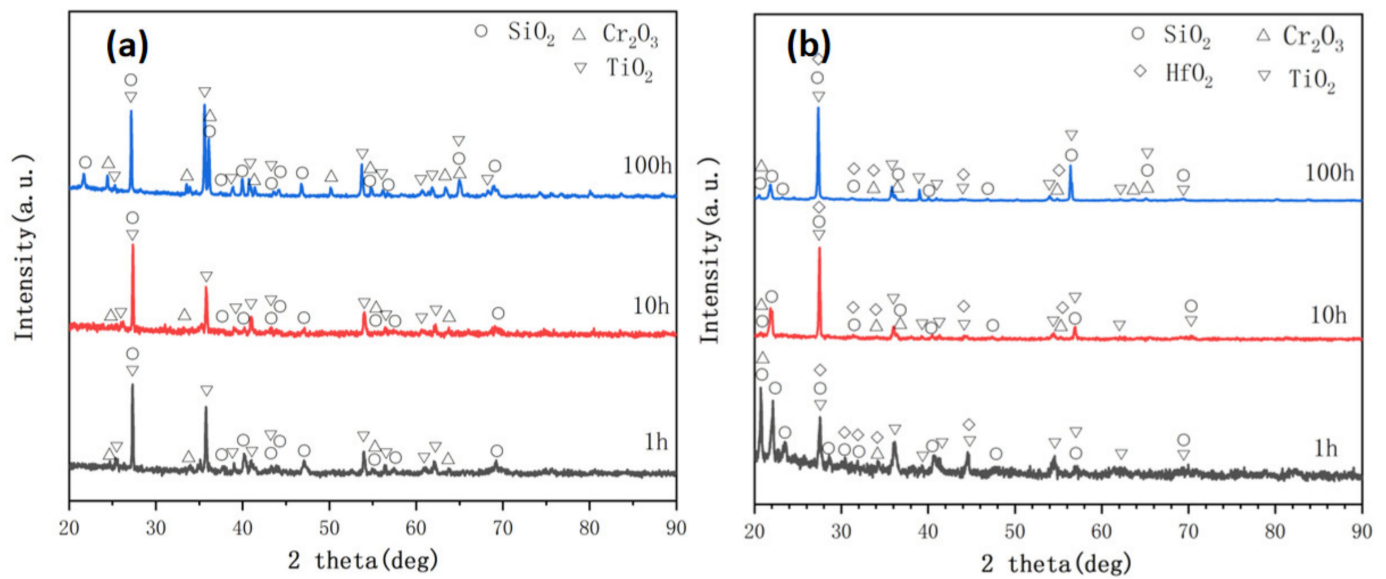 (a)
SiO₂
Cr₂O₃
TiO₂
100h
10h
1h
Intensity(a.u.)
20 30 40 50 60 70 80 90
2 theta(deg)
(b)
SiO₂
Cr₂O₃
HfO₂
TiO₂
100h
10h
1h
Intensity(a.u.)
20 30 40 50 60 70 80 90
2 theta(deg)